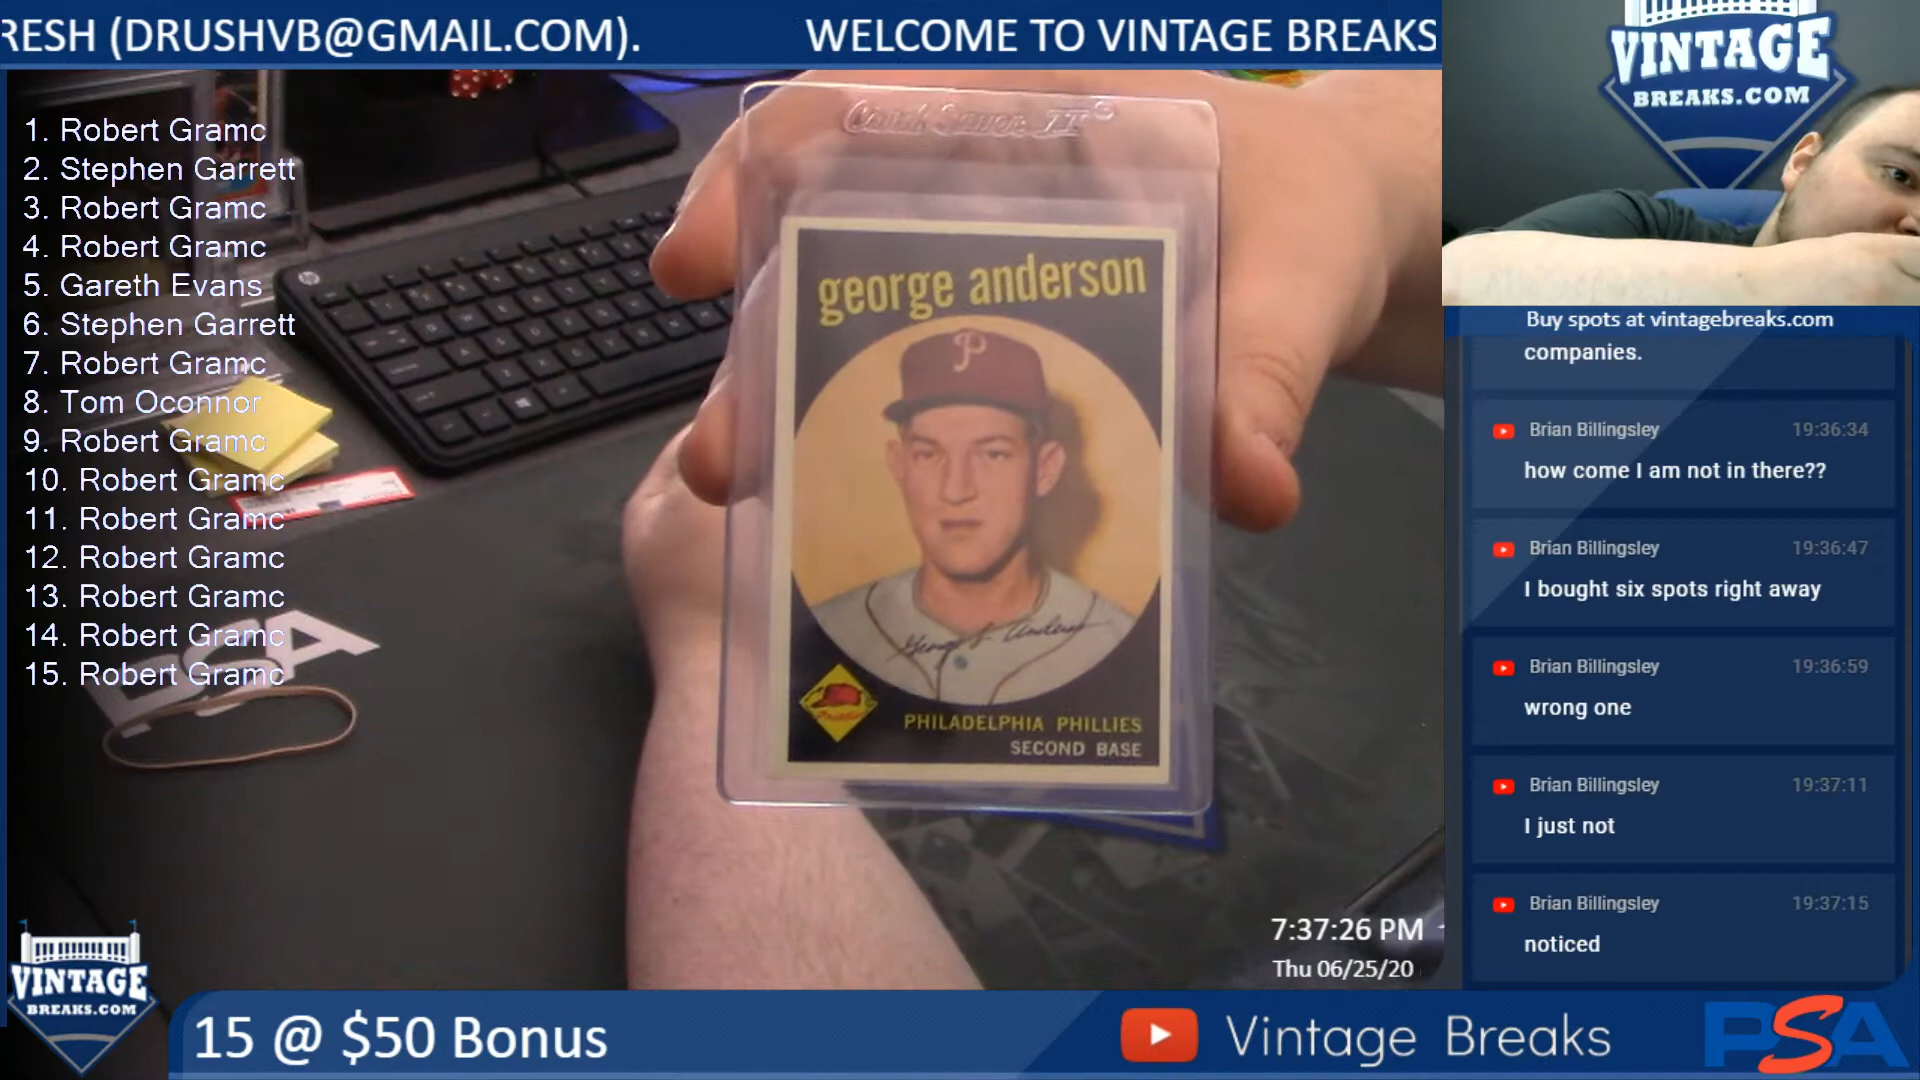 RESH (DRUSHVB@GMAIL.COM). WELCOME TO VINTAGE BREAKS
1. Robert Gramc
2. Stephen Garrett
3. Robert Gramc
4. Robert Gramc
5. Gareth Evans
6. Stephen Garrett
7. Robert Gramc
8. Tom Oconnor
9. Robert Gramc
10. Robert Gramc
11. Robert Gramc
12. Robert Gramc
13. Robert Gramc
14. Robert Gramc
15. Robert Gramc
Card Saver II
george anderson
P
George L. Anderson
PHILADELPHIA PHILLIES
SECOND BASE
VINTAGE
BREAKS.COM
Buy spots at vintagebreaks.com
companies.
Brian Billingsley 19:36:34
how come I am not in there??
Brian Billingsley 19:36:47
I bought six spots right away
Brian Billingsley 19:36:59
wrong one
Brian Billingsley 19:37:11
I just not
Brian Billingsley 19:37:15
noticed
7:37:26 PM
Thu 06/25/20
VINTAGE
BREAKS.COM
15 @ $50 Bonus
Vintage Breaks
PSA